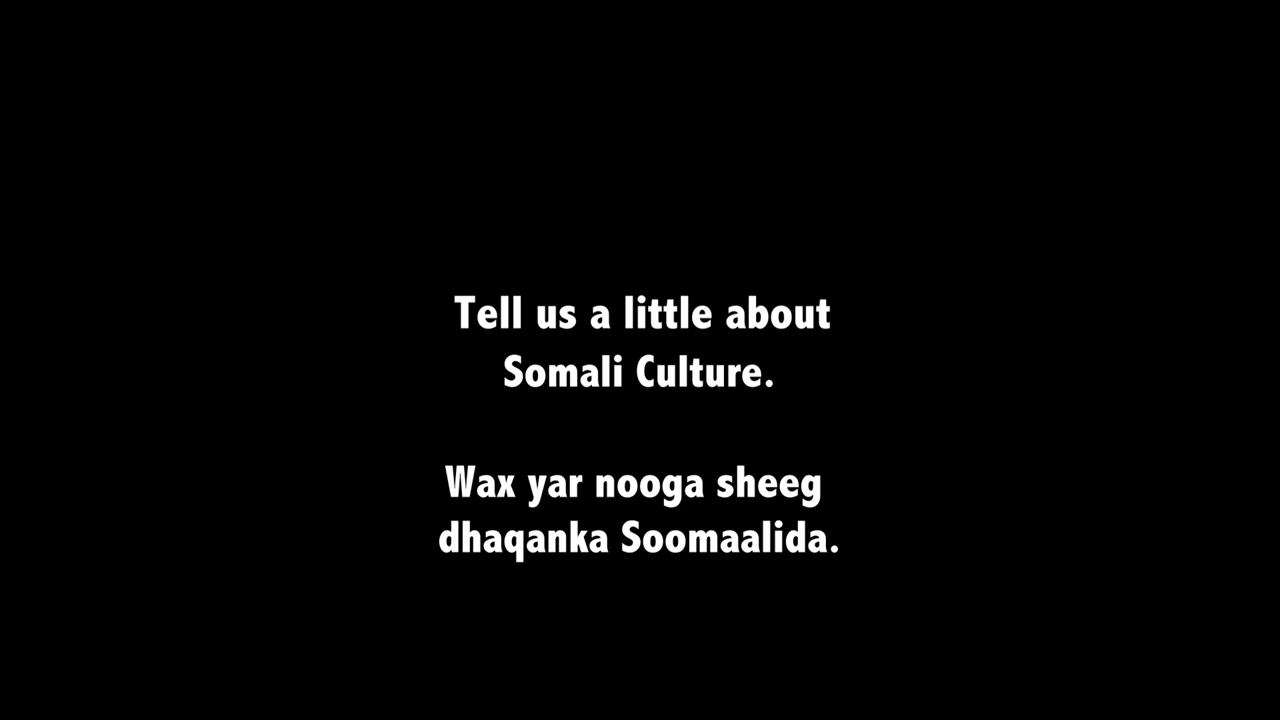 Tell us a little about
Somali Culture.
Wax yar nooga sheeg
dhaqanka Soomaalida.